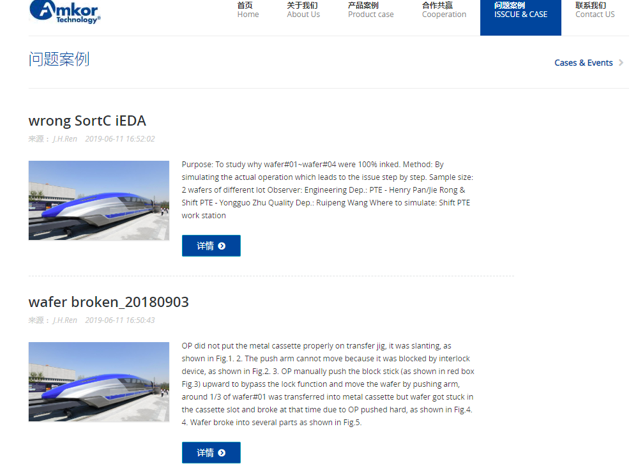 Amkor
Technology®
首页
Home
关于我们
About Us
产品案例
Product case
合作共赢
Cooperation
问题案例
ISSCUE & CASE
联系我们
Contact US
问题案例
Cases & Events
wrong SortC iEDA
来源： J.H.Ren 2019-06-11 16:52:02
Purpose: To study why wafer#01~wafer#04 were 100% inked. Method: By
simulating the actual operation which leads to the issue step by step. Sample size:
2 wafers of different lot Observer: Engineering Dep.: PTE - Henry Pan/Jie Rong &
Shift PTE - Yongguo Zhu Quality Dep.: Ruipeng Wang Where to simulate: Shift PTE
work station
详情
wafer broken_20180903
来源： J.H.Ren 2019-06-11 16:50:43
OP did not put the metal cassette properly on transfer jig, it was slanting, as
shown in Fig.1. 2. The push arm cannot move because it was blocked by interlock
device, as shown in Fig.2. 3. OP manually push the block stick (as shown in red box
Fig.3) upward to bypass the lock function and move the wafer by pushing arm,
around 1/3 of wafer#01 was transferred into metal cassette but wafer got stuck in
the cassette slot and broke at that time due to OP pushed hard, as shown in Fig.4.
4. Wafer broke into several parts as shown in Fig.5.
详情